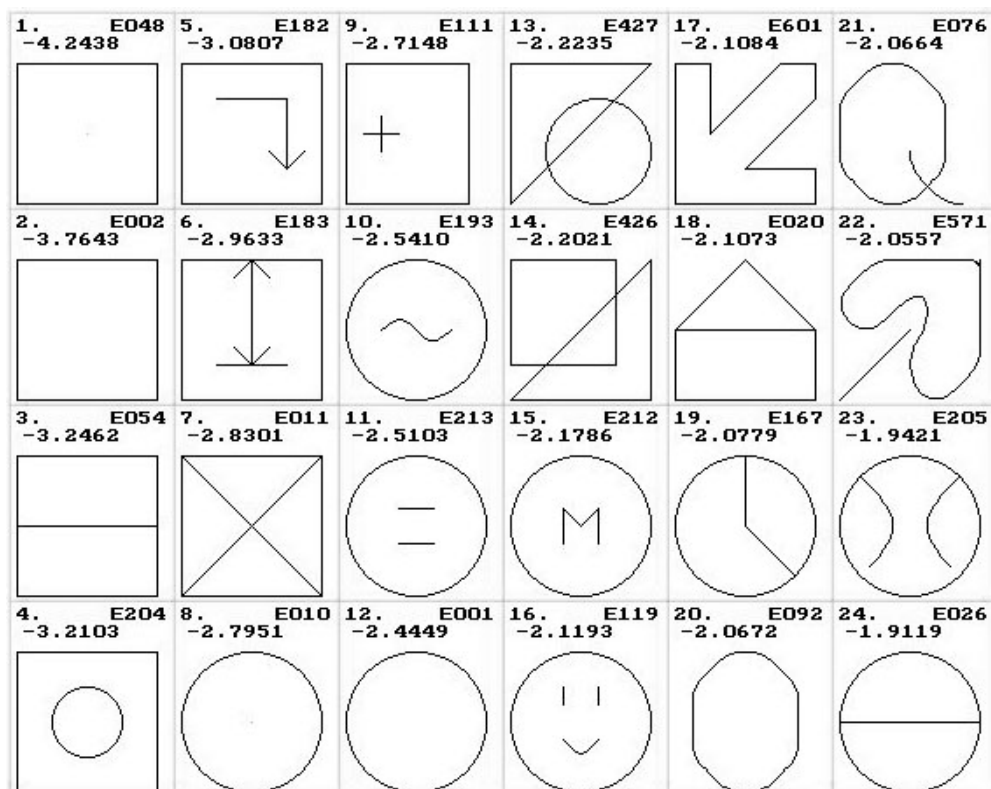 1. E048
-4.2438
5. E182
-3.0807
9. E111
-2.7148
13. E427
-2.2235
17. E601
-2.1084
21. E076
-2.0664
2. E002
-3.7643
6. E183
-2.9633
10. E193
-2.5410
14. E426
-2.2021
18. E020
-2.1073
22. E571
-2.0557
3. E054
-3.2462
7. E011
-2.8301
11. E213
-2.5103
15. E212
-2.1786
M
19. E167
-2.0779
23. E205
-1.9421
4. E204
-3.2103
8. E010
-2.7951
12. E001
-2.4449
16. E119
-2.1193
20. E092
-2.0672
24. E026
-1.9119